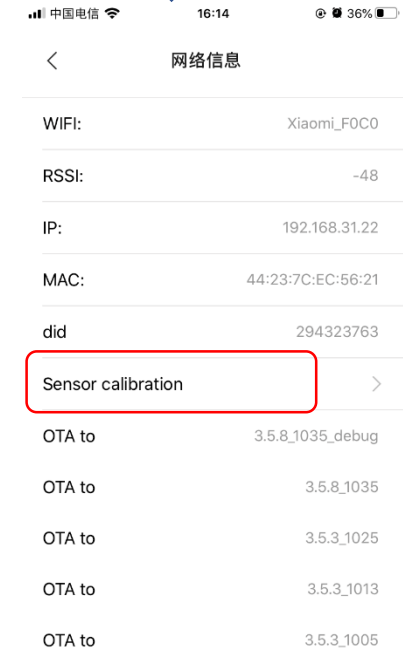 中国电信 16:14 36%
网络信息
WIFI: Xiaomi_F0C0
RSSI: -48
IP: 192.168.31.22
MAC: 44:23:7C:EC:56:21
did 294323763
Sensor calibration
OTA to 3.5.8_1035_debug
OTA to 3.5.8_1035
OTA to 3.5.3_1025
OTA to 3.5.3_1013
OTA to 3.5.3_1005